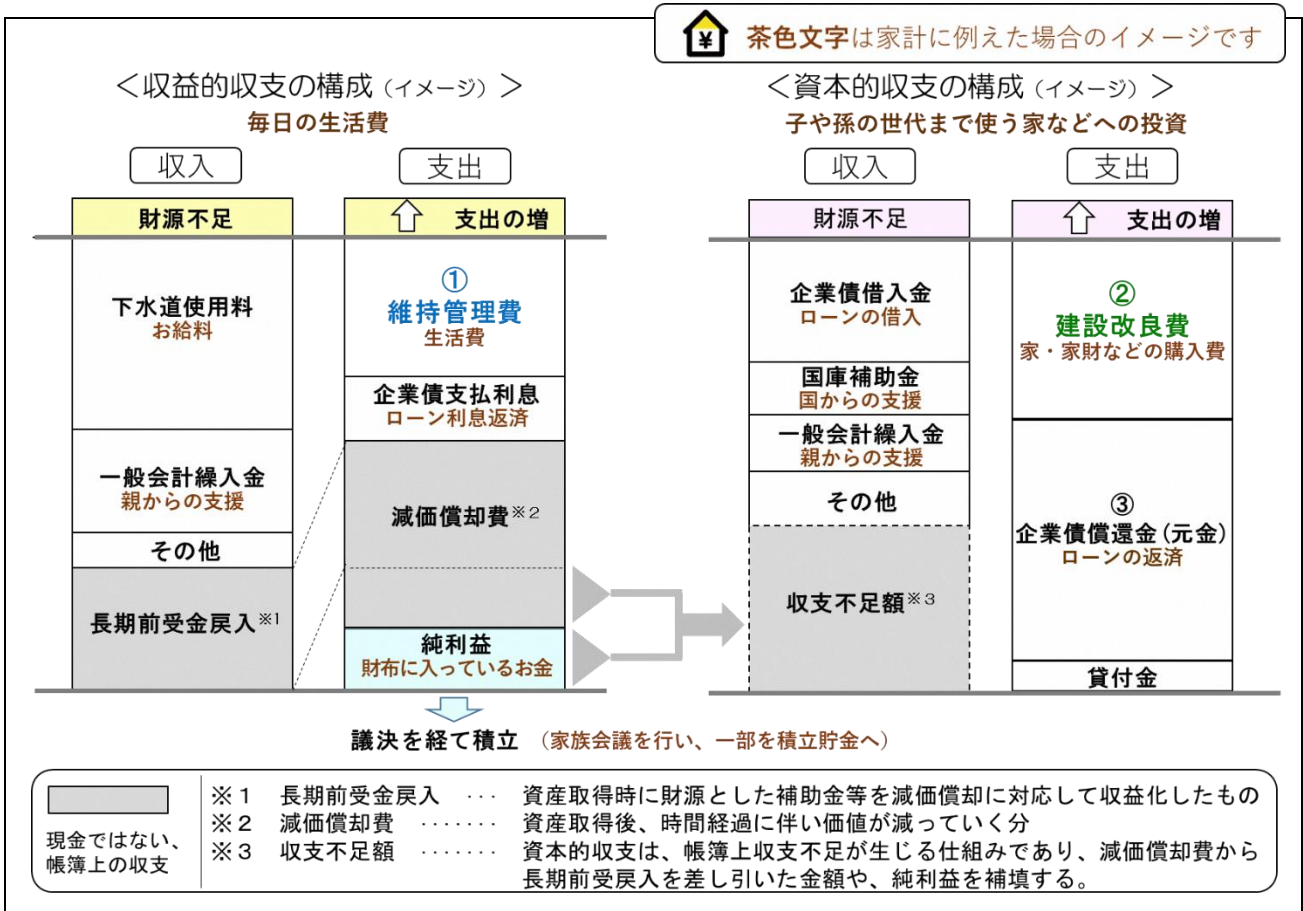 ¥ 茶色文字は家計に例えた場合のイメージです
＜収益的収支の構成（イメージ）＞
毎日の生活費
収入
支出
財源不足
下水道使用料
お給料
一般会計繰入金
親からの支援
その他
長期前受金戻入※1
支出の増
①
維持管理費
生活費
企業債支払利息
ローン利息返済
減価償却費※2
純利益
財布に入っているお金
議決を経て積立 （家族会議を行い、一部を積立貯金へ）
＜資本的収支の構成（イメージ）＞
子や孫の世代まで使う家などへの投資
収入
支出
財源不足
企業債借入金
ローンの借入
国庫補助金
国からの支援
一般会計繰入金
親からの支援
その他
収支不足額※3
支出の増
②
建設改良費
家・家財などの購入費
③
企業債償還金(元金)
ローンの返済
貸付金
現金ではない、
帳簿上の収支
※1 長期前受金戻入 ･･･ 資産取得時に財源とした補助金等を減価償却に対応して収益化したもの
※2 減価償却費 ･･･････ 資産取得後、時間経過に伴い価値が減っていく分
※3 収支不足額 ･･･････ 資本的収支は、帳簿上収支不足が生じる仕組みであり、減価償却費から
長期前受戻入を差し引いた金額や、純利益を補填する。